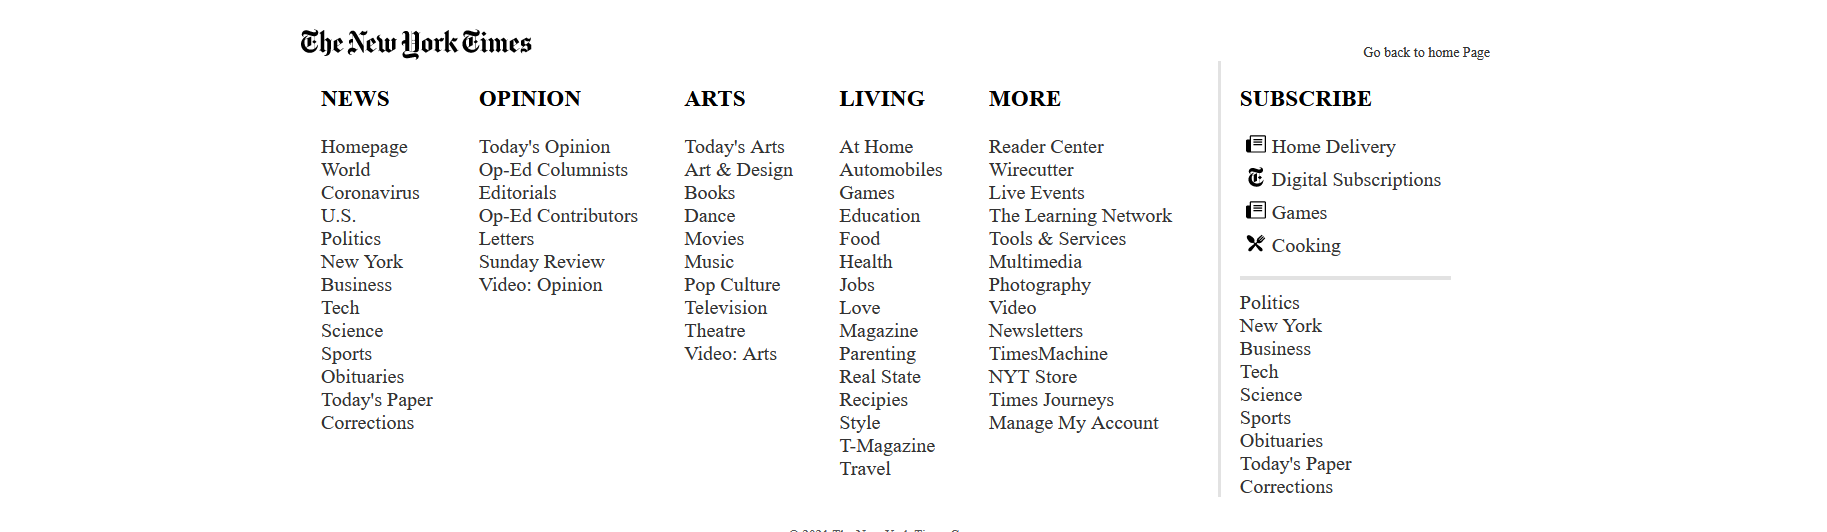 The New York Times
Go back to home Page
NEWS
Homepage
World
Coronavirus
U.S.
Politics
New York
Business
Tech
Science
Sports
Obituaries
Today's Paper
Corrections
OPINION
Today's Opinion
Op-Ed Columnists
Editorials
Op-Ed Contributors
Letters
Sunday Review
Video: Opinion
ARTS
Today's Arts
Art & Design
Books
Dance
Movies
Music
Pop Culture
Television
Theatre
Video: Arts
LIVING
At Home
Automobiles
Games
Education
Food
Health
Jobs
Love
Magazine
Parenting
Real State
Recipies
Style
T-Magazine
Travel
MORE
Reader Center
Wirecutter
Live Events
The Learning Network
Tools & Services
Multimedia
Photography
Video
Newsletters
TimesMachine
NYT Store
Times Journeys
Manage My Account
SUBSCRIBE
Home Delivery
Digital Subscriptions
Games
Cooking
Politics
New York
Business
Tech
Science
Sports
Obituaries
Today's Paper
Corrections